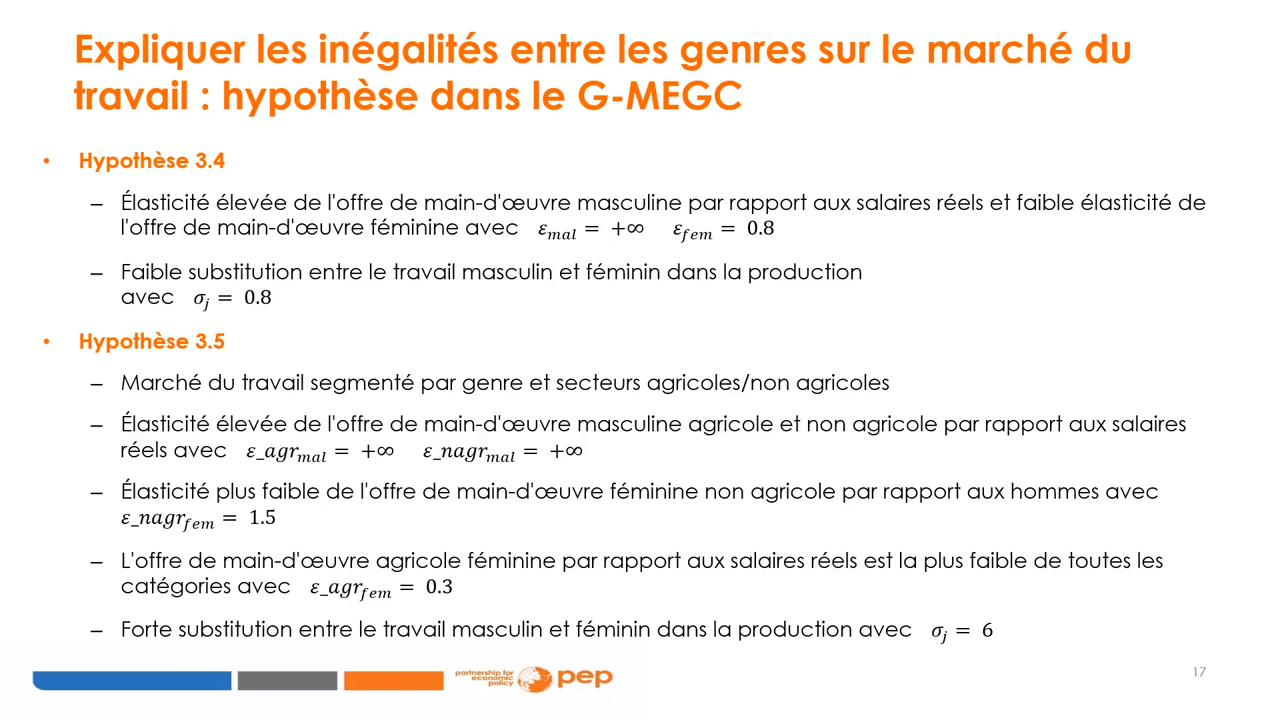 Expliquer les inégalités entre les genres sur le marché du
travail : hypothèse dans le G-MEGC
• Hypothèse 3.4
– Élasticité élevée de l'offre de main-d'œuvre masculine par rapport aux salaires réels et faible élasticité de
l'offre de main-d'œuvre féminine avec ε_mal = +∞ ε_fem = 0.8
– Faible substitution entre le travail masculin et féminin dans la production
avec σ_j = 0.8
• Hypothèse 3.5
– Marché du travail segmenté par genre et secteurs agricoles/non agricoles
– Élasticité élevée de l'offre de main-d'œuvre masculine agricole et non agricole par rapport aux salaires
réels avec ε_agr_mal = +∞ ε_nagr_mal = +∞
– Élasticité plus faible de l'offre de main-d'œuvre féminine non agricole par rapport aux hommes avec
ε_nagr_fem = 1.5
– L'offre de main-d'œuvre agricole féminine par rapport aux salaires réels est la plus faible de toutes les
catégories avec ε_agr_fem = 0.3
– Forte substitution entre le travail masculin et féminin dans la production avec σ_j = 6
partnership for
economic
policy
pep
17